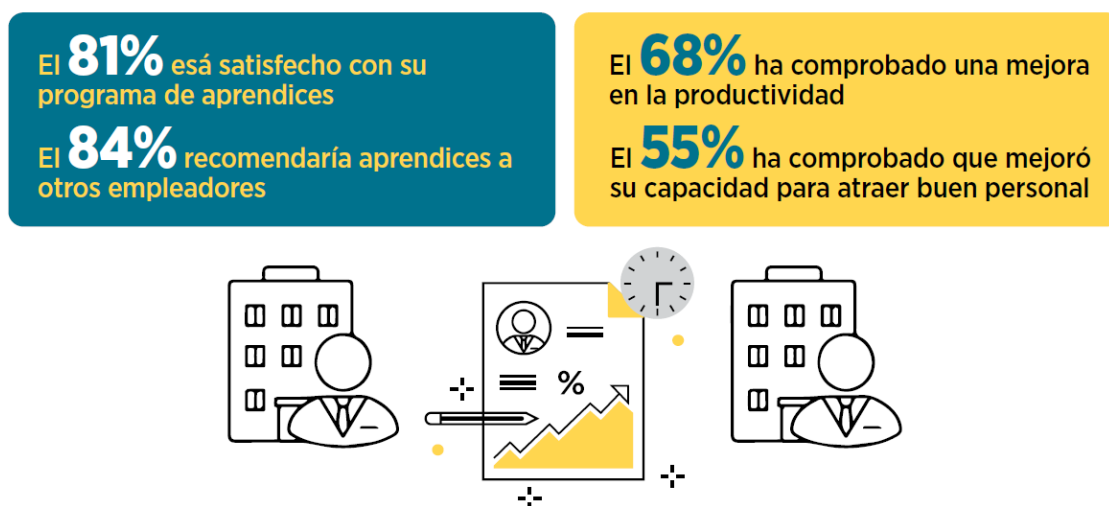 El 81% esá satisfecho con su
programa de aprendices
El 84% recomendaría aprendices a
otros empleadores
El 68% ha comprobado una mejora
en la productividad
El 55% ha comprobado que mejoró
su capacidad para atraer buen personal
%